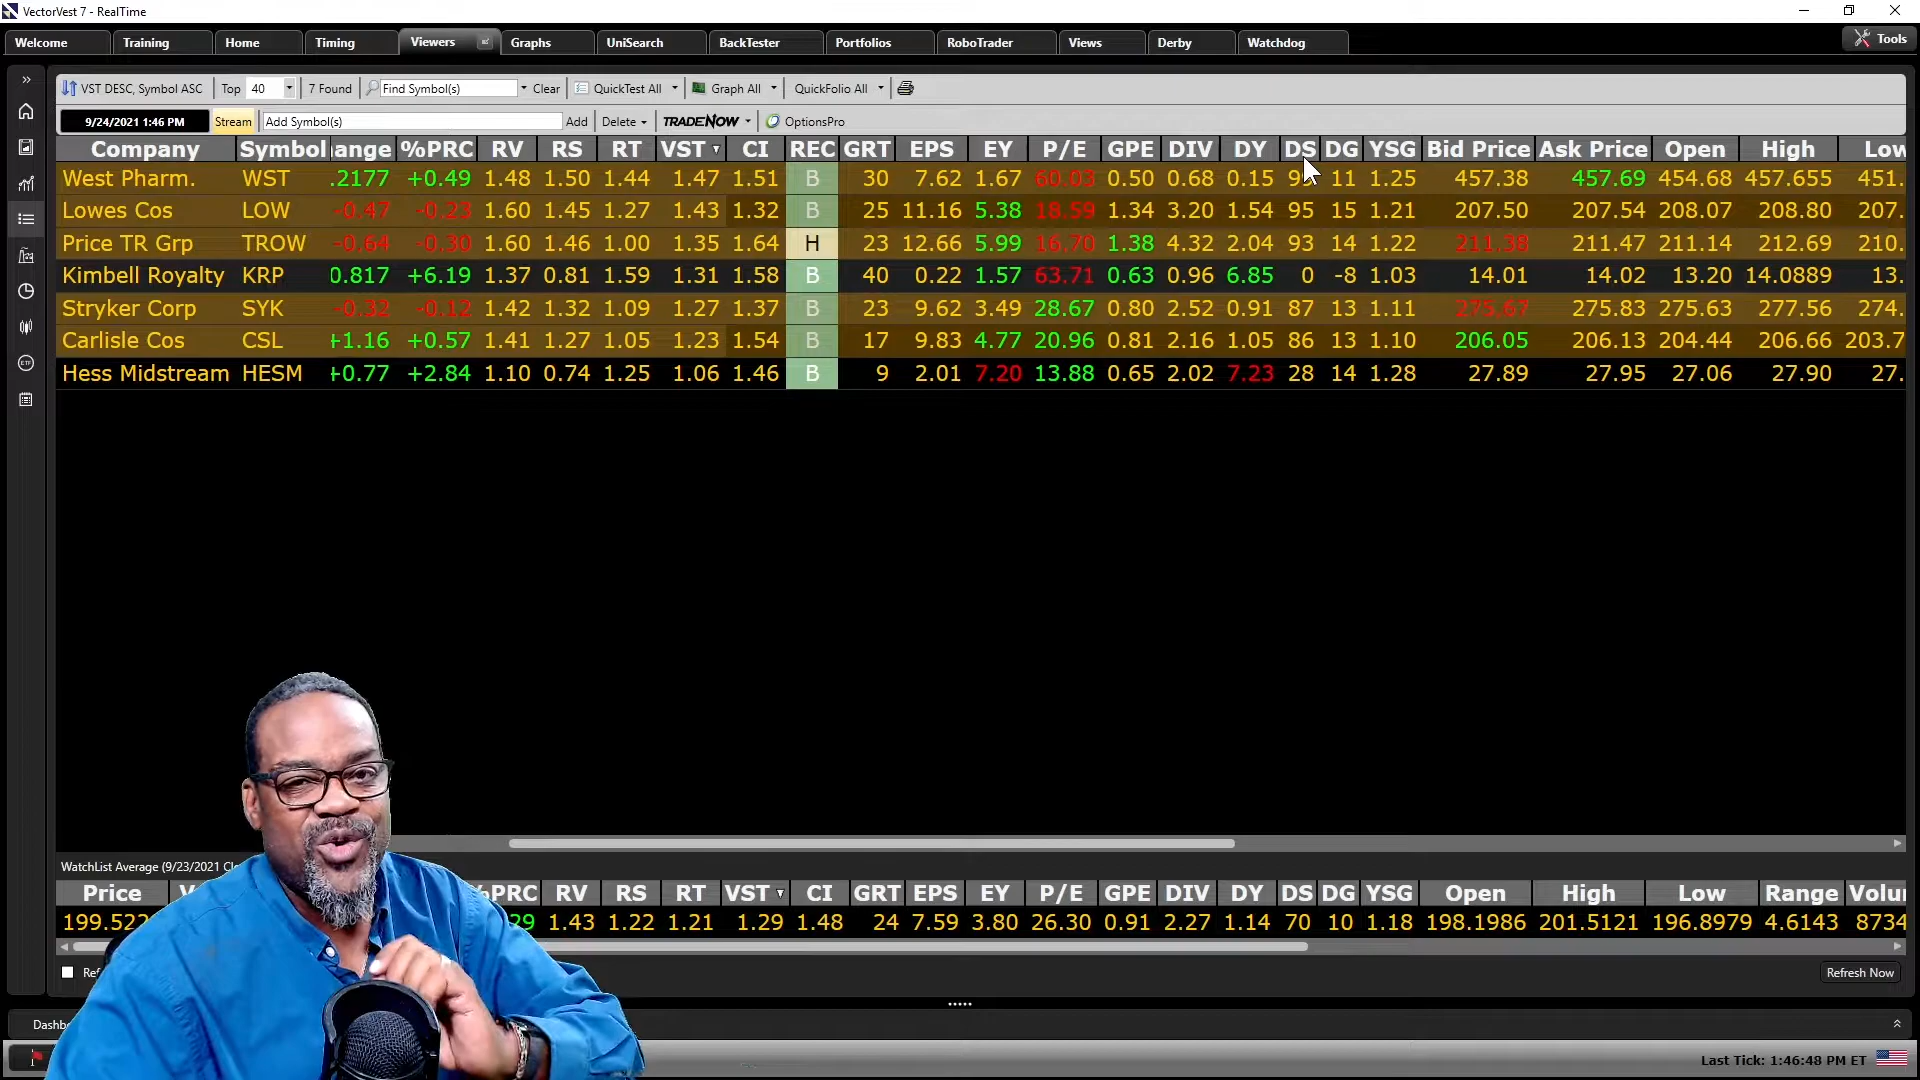 VectorVest 7 - RealTime
Welcome Training Home Timing Viewers Graphs UniSearch BackTester Portfolios RoboTrader Views Derby Watchdog Tools
VST DESC, Symbol ASC Top 40 7 Found Find Symbol(s) Clear QuickTest All Graph All QuickFolio All
9/24/2021 1:46 PM Stream Add Symbol(s) Add Delete TRADENOW OptionsPro
Company Symbol ange %PRC RV RS RT VST CI REC GRT EPS EY P/E GPE DIV DY DS DG YSG Bid Price Ask Price Open High Low
West Pharm. WST .2177 +0.49 1.48 1.50 1.44 1.47 1.51 B 30 7.62 1.67 60.03 0.50 0.68 0.15 11 1.25 457.38 457.69 454.68 457.655 451.
Lowes Cos LOW -0.47 -0.23 1.60 1.45 1.27 1.43 1.32 B 25 11.16 5.38 18.59 1.34 3.20 1.54 95 15 1.21 207.50 207.54 208.07 208.80 207.
Price TR Grp TROW -0.64 -0.30 1.60 1.46 1.00 1.35 1.64 H 23 12.66 5.99 16.70 1.38 4.32 2.04 93 14 1.22 211.38 211.47 211.14 212.69 210.
Kimbell Royalty KRP 0.817 +6.19 1.37 0.81 1.59 1.31 1.58 B 40 0.22 1.57 63.71 0.63 0.96 6.85 0 -8 1.03 14.01 14.02 13.20 14.0889 13.
Stryker Corp SYK -0.32 -0.12 1.42 1.32 1.09 1.27 1.37 B 23 9.62 3.49 28.67 0.80 2.52 0.91 87 13 1.11 275.67 275.83 275.63 277.56 274.
Carlisle Cos CSL +1.16 +0.57 1.41 1.27 1.05 1.23 1.54 B 17 9.83 4.77 20.96 0.81 2.16 1.05 86 13 1.10 206.05 206.13 204.44 206.66 203.7
Hess Midstream HESM +0.77 +2.84 1.10 0.74 1.25 1.06 1.46 B 9 2.01 7.20 13.88 0.65 2.02 7.23 28 14 1.28 27.89 27.95 27.06 27.90 27.
WatchList Average (9/23/2021 Cl
Price V %PRC RV RS RT VST CI GRT EPS EY P/E GPE DIV DY DS DG YSG Open High Low Range Volu
199.522 29 1.43 1.22 1.21 1.29 1.48 24 7.59 3.80 26.30 0.91 2.27 1.14 70 10 1.18 198.1986 201.5121 196.8979 4.6143 8734
Ref Refresh Now
Dashb
Last Tick: 1:46:48 PM ET